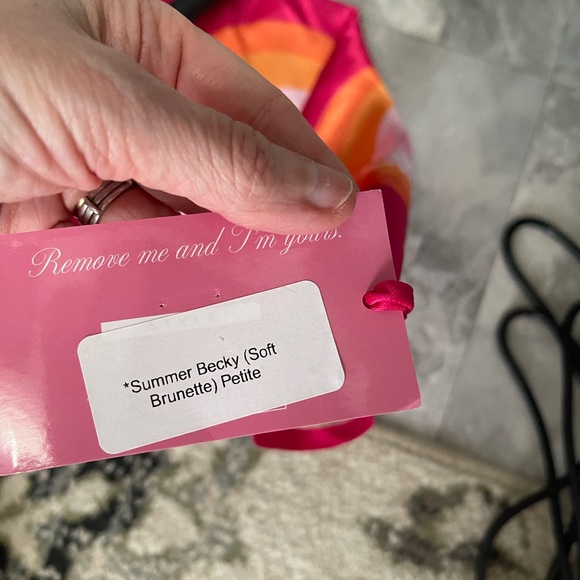 Remove me and I'm yours.
*Summer Becky (Soft
Brunette) Petite